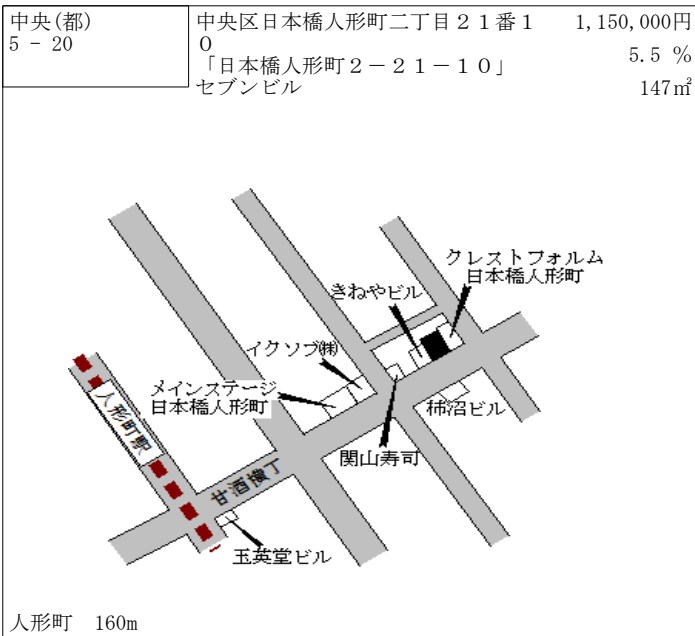 中央(都)
5 - 20
中央区日本橋人形町二丁目２１番１
０
「日本橋人形町２－２１－１０」
セブンビル
1,150,000円
5.5 %
147㎡
クレストフォルム
日本橋人形町
きねやビル
イクソブ㈱
メインステージ
日本橋人形町
人形町駅
柿沼ビル
関山寿司
甘酒横丁
玉英堂ビル
人形町　160m